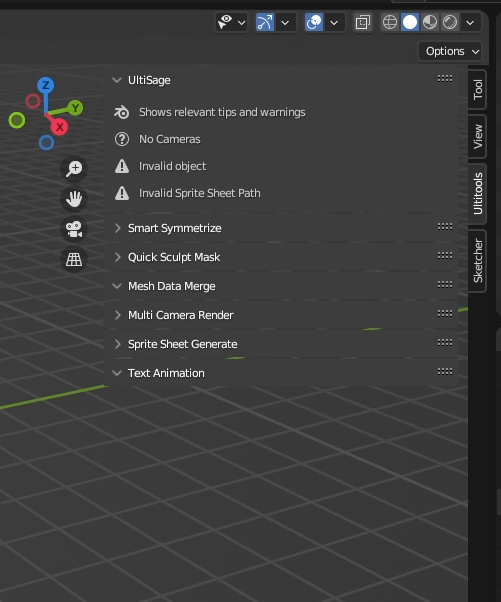 Options
UltiSage
Shows relevant tips and warnings
No Cameras
Invalid object
Invalid Sprite Sheet Path
Smart Symmetrize
Quick Sculpt Mask
Mesh Data Merge
Multi Camera Render
Sprite Sheet Generate
Text Animation
Z
Y
X
Tool
View
Ultitools
Sketcher